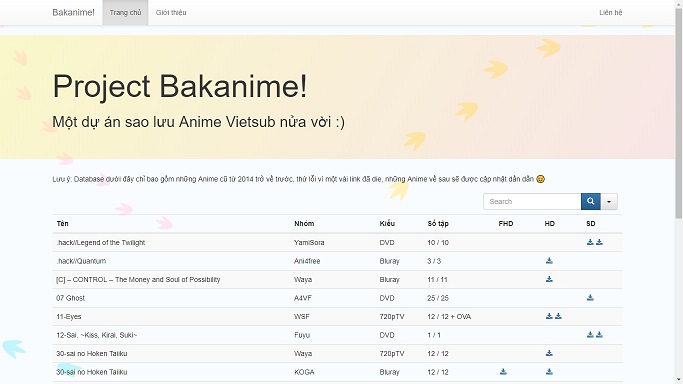 Bakanime! Trang chủ Giới thiệu Liên hệ
Project Bakanime!
Một dự án sao lưu Anime Vietsub nửa vời :)
Lưu ý: Database dưới đây chỉ bao gồm những Anime cũ từ 2014 trở về trước, thứ lỗi vì một vài link đã die, những Anime về sau sẽ được cập nhật dần dần
Search
Tên Nhóm Kiểu Số tập FHD HD SD
.hack//Legend of the Twilight YamiSora DVD 10 / 10
.hack//Quantum Ani4free Bluray 3 / 3
[C] – CONTROL – The Money and Soul of Possibility Waya Bluray 11 / 11
07 Ghost A4VF DVD 25 / 25
11-Eyes WSF 720pTV 12 / 12 + OVA
12-Sai. ~Kiss, Kirai, Suki~ Fuyu DVD 1 / 1
30-sai no Hoken Taiiku Waya 720pTV 12 / 12
30-sai no Hoken Taiiku KOGA Bluray 12 / 12